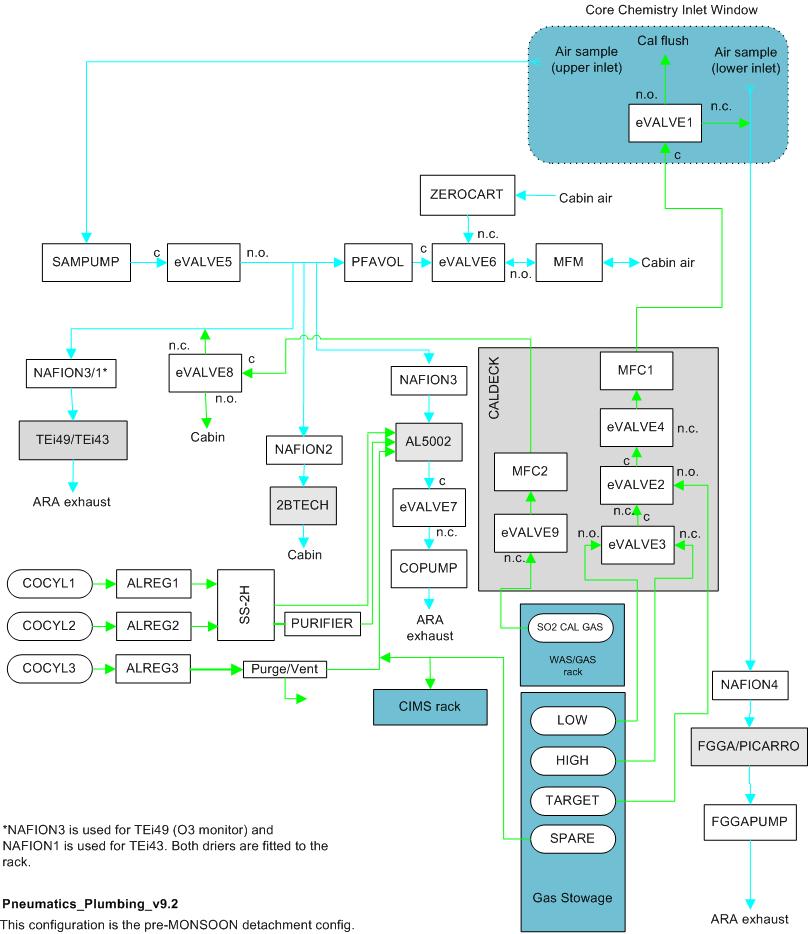 Core Chemistry Inlet Window
Cal flush
Air sample
(upper inlet)
Air sample
(lower inlet)
n.o.
n.c.
eVALVE1
c
ZEROCART
Cabin air
n.c.
SAMPUMP
c
eVALVE5
n.o.
PFAVOL
c
eVALVE6
n.o.
MFM
Cabin air
n.c.
c
NAFION3/1*
eVALVE8
n.o.
NAFION3
CALDECK
MFC1
TEi49/TEi43
Cabin
NAFION2
AL5002
eVALVE4
n.c.
c
MFC2
eVALVE2
n.o.
ARA exhaust
2BTECH
c
eVALVE7
n.c.
n.c.
c
eVALVE9
n.c.
n.o.
eVALVE3
n.c.
Cabin
COPUMP
COCYL1
ALREG1
SS-2H
COCYL2
ALREG2
PURIFIER
ARA
exhaust
SO2 CAL GAS
WAS/GAS
rack
COCYL3
ALREG3
Purge/Vent
NAFION4
CIMS rack
LOW
HIGH
TARGET
SPARE
Gas Stowage
FGGA/PICARRO
FGGAPUMP
ARA exhaust
*NAFION3 is used for TEi49 (O3 monitor) and
NAFION1 is used for TEi43. Both driers are fitted to the
rack.
Pneumatics_Plumbing_v9.2
This configuration is the pre-MONSOON detachment config.